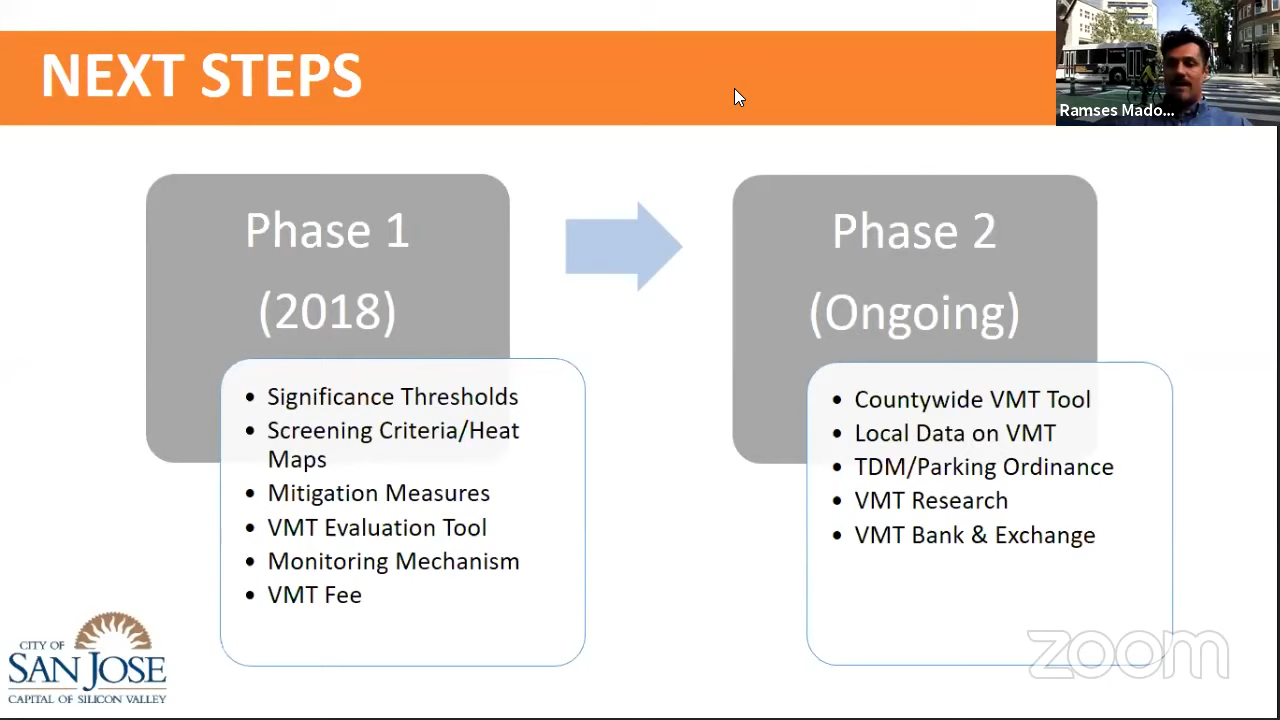 NEXT STEPS
Ramses Mado...
Phase 1
(2018)
• Significance Thresholds
• Screening Criteria/Heat
Maps
• Mitigation Measures
• VMT Evaluation Tool
• Monitoring Mechanism
• VMT Fee
Phase 2
(Ongoing)
• Countywide VMT Tool
• Local Data on VMT
• TDM/Parking Ordinance
• VMT Research
• VMT Bank & Exchange
CITY OF
SAN JOSE
CAPITAL OF SILICON VALLEY
zoom